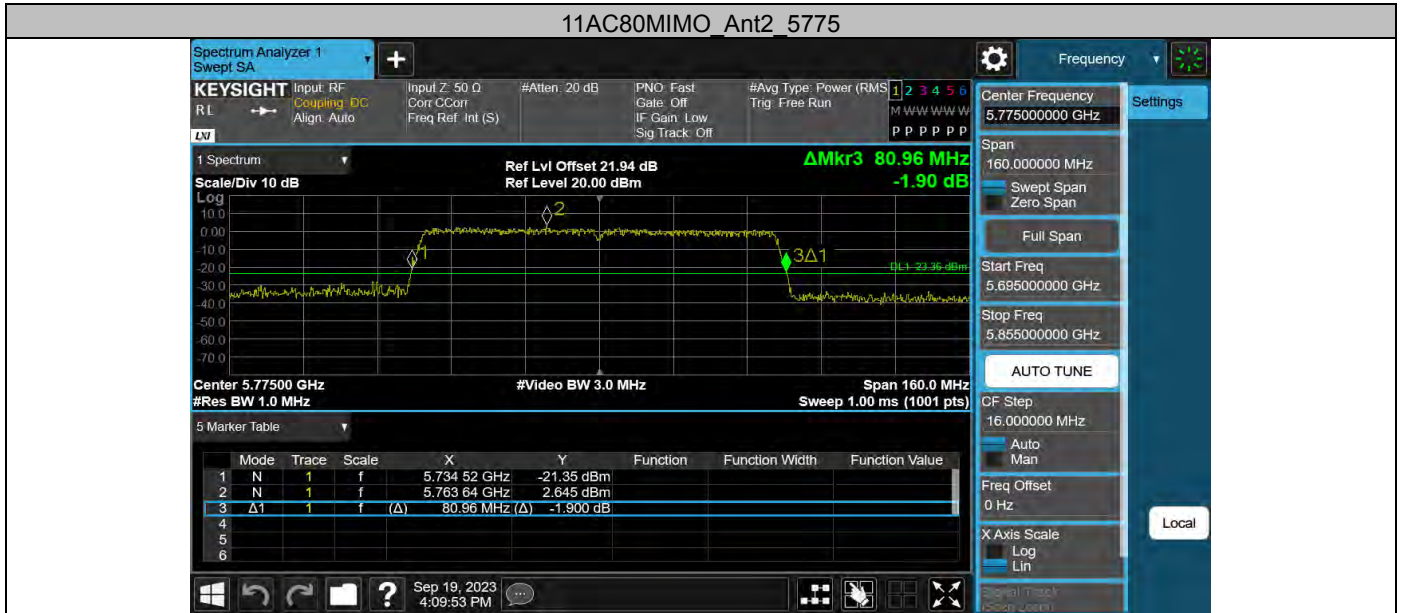 11AC80MIMO_Ant2_5775
Spectrum Analyzer 1
Swept SA
+
Frequency
KEYSIGHT
RL
LXI
Input: RF
Coupling: DC
Align: Auto
Input Z: 50 Ω
Corr CCorr
Freq Ref: Int (S)
#Atten: 20 dB
PNO: Fast
Gate: Off
IF Gain: Low
Sig Track: Off
#Avg Type: Power (RMS
Trig: Free Run
1 2 3 4 5 6
M W W W W W
P P P P P P
1 Spectrum
Scale/Div 10 dB
Ref Lvl Offset 21.94 dB
Ref Level 20.00 dBm
ΔMkr3 80.96 MHz
-1.90 dB
Log
10.0
0.00
-10.0
-20.0
-30.0
-40.0
-50.0
-60.0
-70.0
1
2
3Δ1
DL1 -23.36 dBm
Center 5.77500 GHz
#Res BW 1.0 MHz
#Video BW 3.0 MHz
Span 160.0 MHz
Sweep 1.00 ms (1001 pts)
5 Marker Table
Mode Trace Scale X Y Function Function Width Function Value
1 N 1 f 5.734 52 GHz -21.35 dBm
2 N 1 f 5.763 64 GHz 2.645 dBm
3 Δ1 1 f (Δ) 80.96 MHz (Δ) -1.900 dB
4
5
6
?
Sep 19, 2023
4:09:53 PM
Center Frequency
5.775000000 GHz
Settings
Span
160.000000 MHz
Swept Span
Zero Span
Full Span
Start Freq
5.695000000 GHz
Stop Freq
5.855000000 GHz
AUTO TUNE
CF Step
16.000000 MHz
Auto
Man
Freq Offset
0 Hz
X Axis Scale
Log
Lin
Local
Signal Track
(Span Zoom)